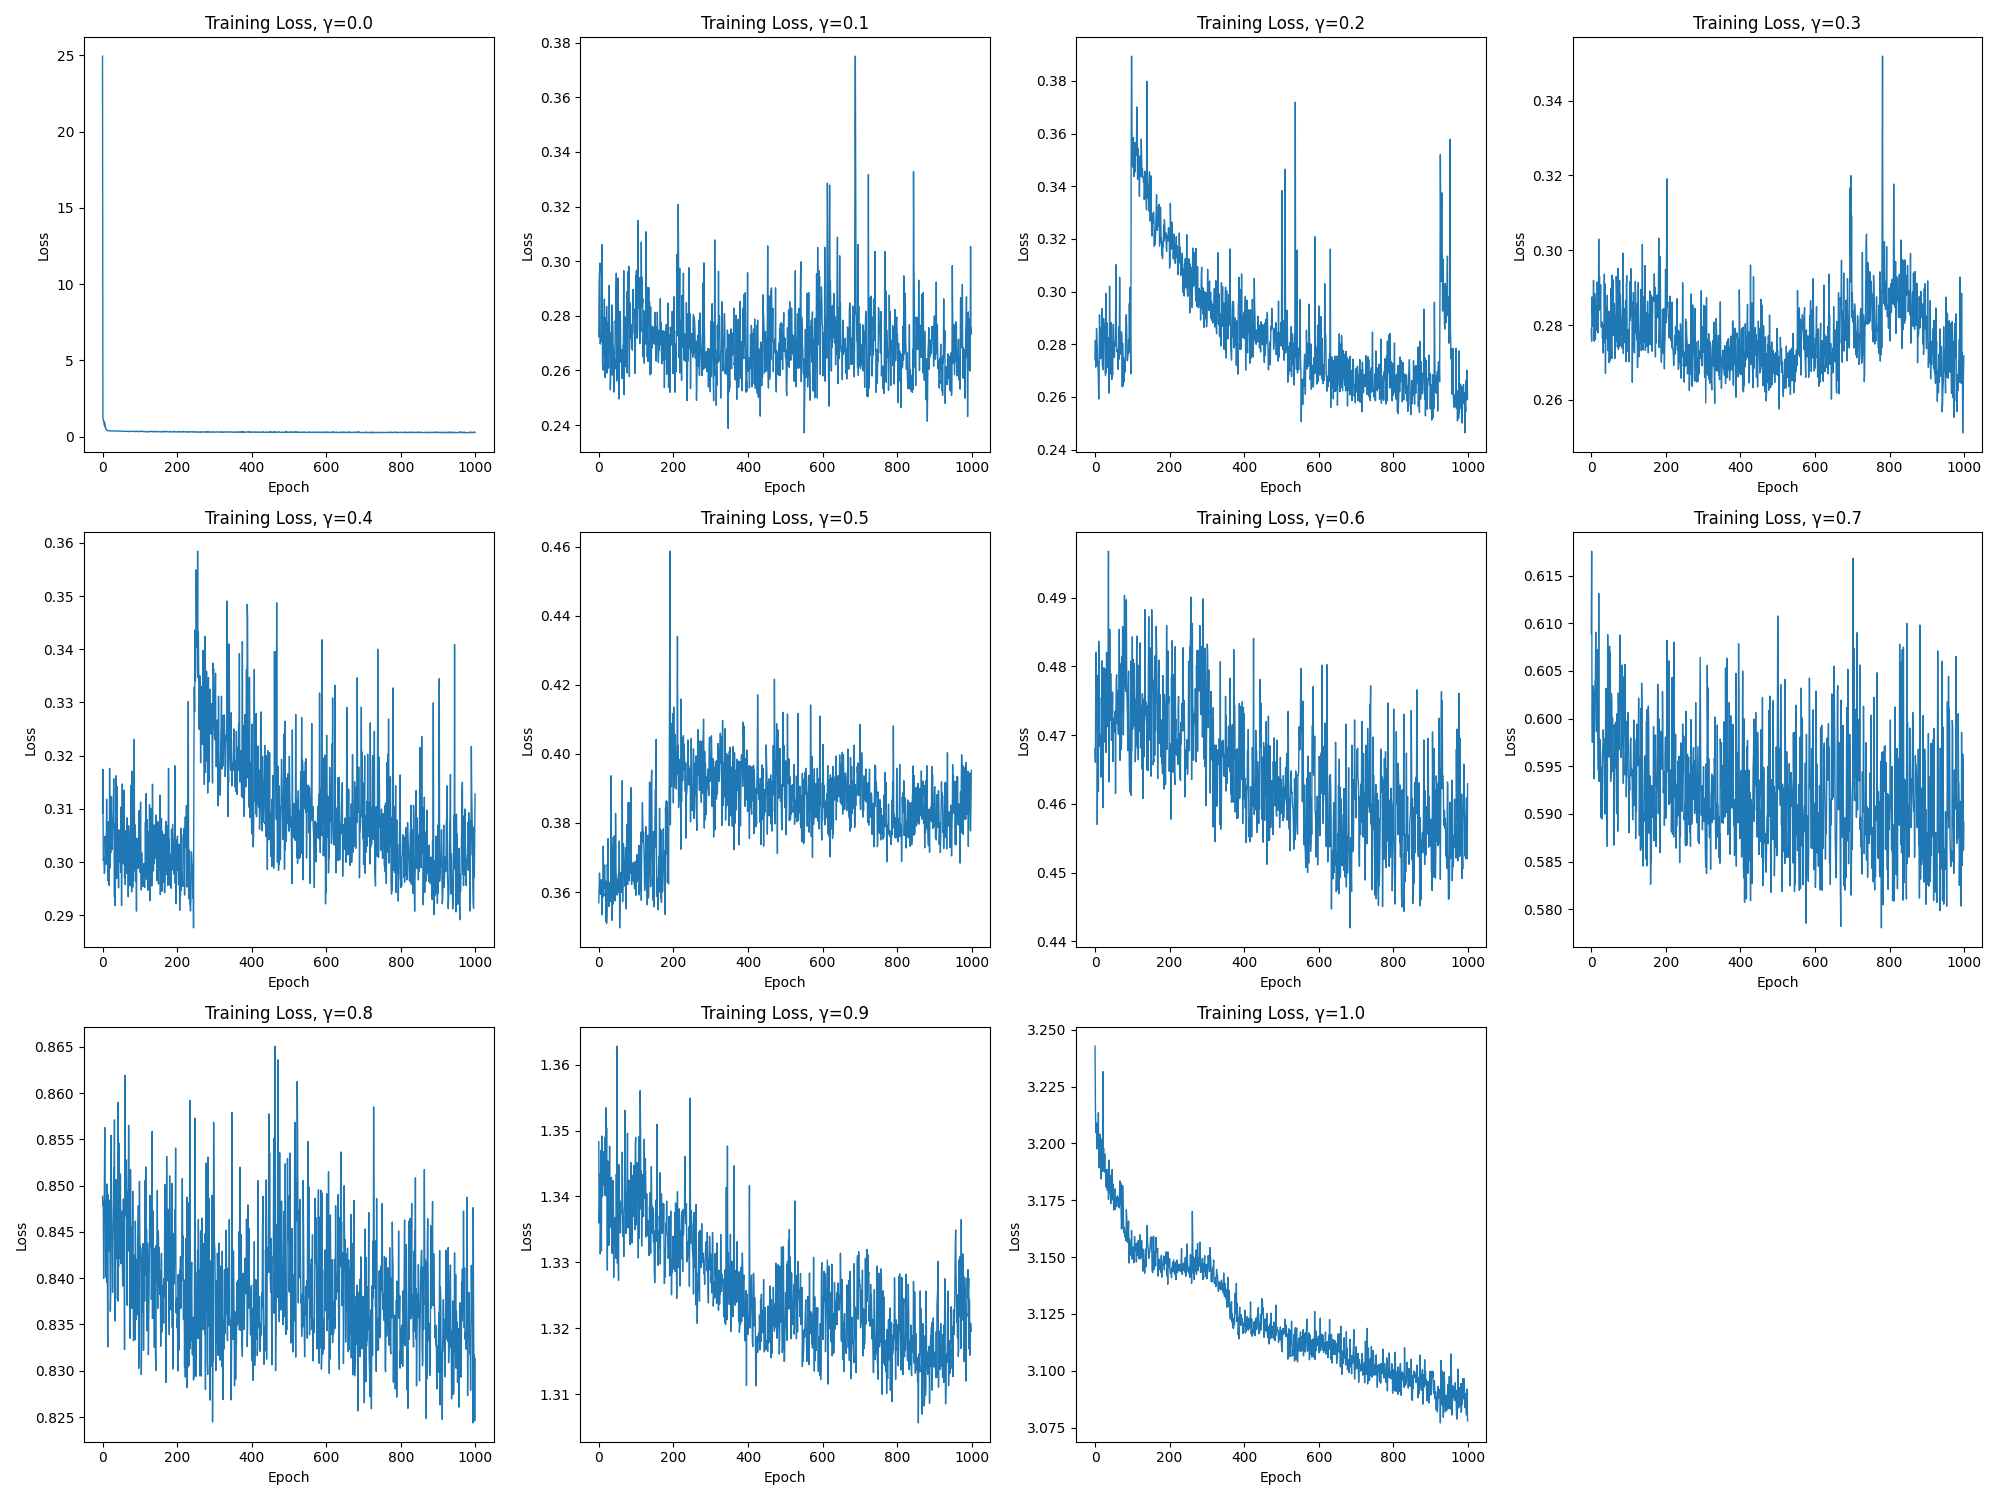 Training Loss, γ=0.0
25
20
15
10
5
0
Loss
0 200 400 600 800 1000
Epoch
Training Loss, γ=0.1
0.38
0.36
0.34
0.32
0.30
0.28
0.26
0.24
Loss
0 200 400 600 800 1000
Epoch
Training Loss, γ=0.2
0.38
0.36
0.34
0.32
0.30
0.28
0.26
0.24
Loss
0 200 400 600 800 1000
Epoch
Training Loss, γ=0.3
0.34
0.32
0.30
0.28
0.26
Loss
0 200 400 600 800 1000
Epoch
Training Loss, γ=0.4
0.36
0.35
0.34
0.33
0.32
0.31
0.30
0.29
Loss
0 200 400 600 800 1000
Epoch
Training Loss, γ=0.5
0.46
0.44
0.42
0.40
0.38
0.36
Loss
0 200 400 600 800 1000
Epoch
Training Loss, γ=0.6
0.49
0.48
0.47
0.46
0.45
0.44
Loss
0 200 400 600 800 1000
Epoch
Training Loss, γ=0.7
0.615
0.610
0.605
0.600
0.595
0.590
0.585
0.580
Loss
0 200 400 600 800 1000
Epoch
Training Loss, γ=0.8
0.865
0.860
0.855
0.850
0.845
0.840
0.835
0.830
0.825
Loss
0 200 400 600 800 1000
Epoch
Training Loss, γ=0.9
1.36
1.35
1.34
1.33
1.32
1.31
Loss
0 200 400 600 800 1000
Epoch
Training Loss, γ=1.0
3.250
3.225
3.200
3.175
3.150
3.125
3.100
3.075
Loss
0 200 400 600 800 1000
Epoch